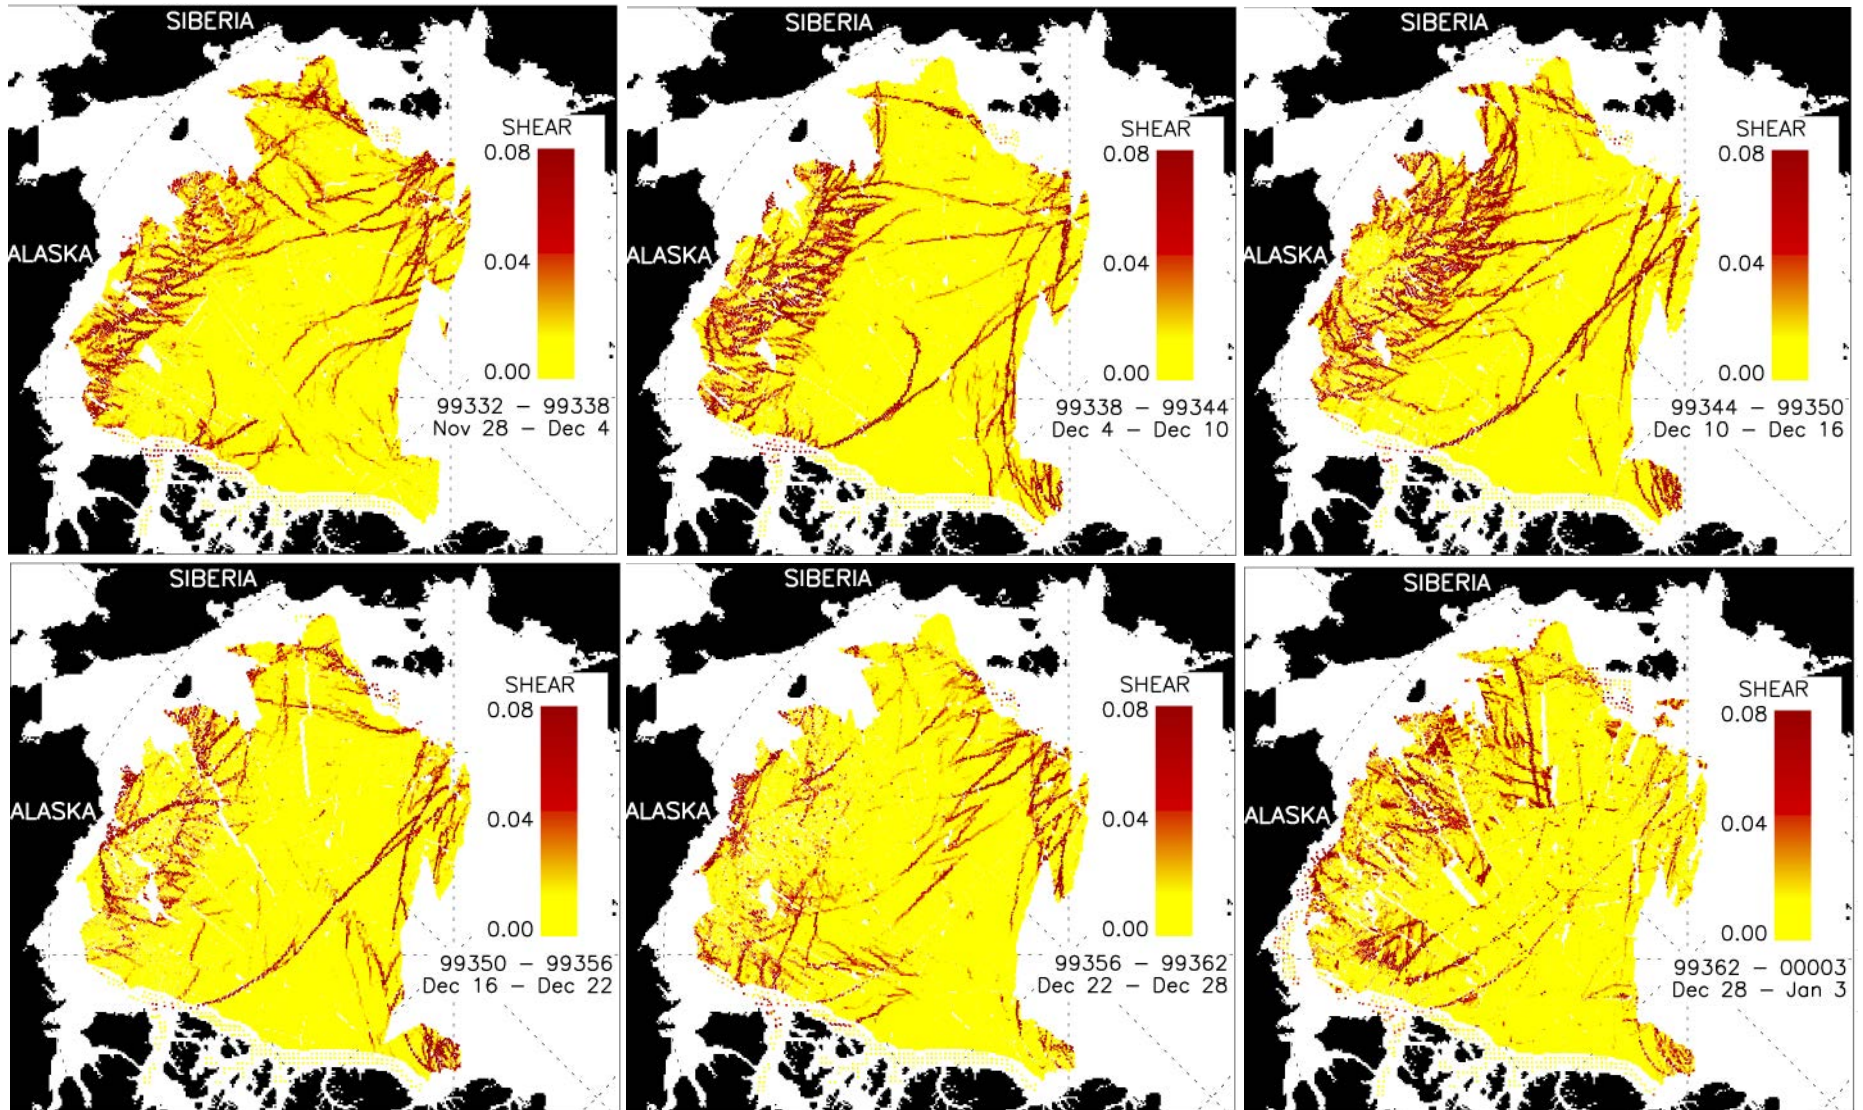 SIBERIA
SHEAR
0.08
ALASKA
0.04
0.00
99332 - 99338
Nov 28 - Dec 4
SIBERIA
SHEAR
0.08
ALASKA
0.04
0.00
99338 - 99344
Dec 4 - Dec 10
SIBERIA
SHEAR
0.08
ALASKA
0.04
0.00
99344 - 99350
Dec 10 - Dec 16
SIBERIA
SHEAR
0.08
ALASKA
0.04
0.00
99350 - 99356
Dec 16 - Dec 22
SIBERIA
SHEAR
0.08
ALASKA
0.04
0.00
99356 - 99362
Dec 22 - Dec 28
SIBERIA
SHEAR
0.08
ALASKA
0.04
0.00
99362 - 00003
Dec 28 - Jan 3